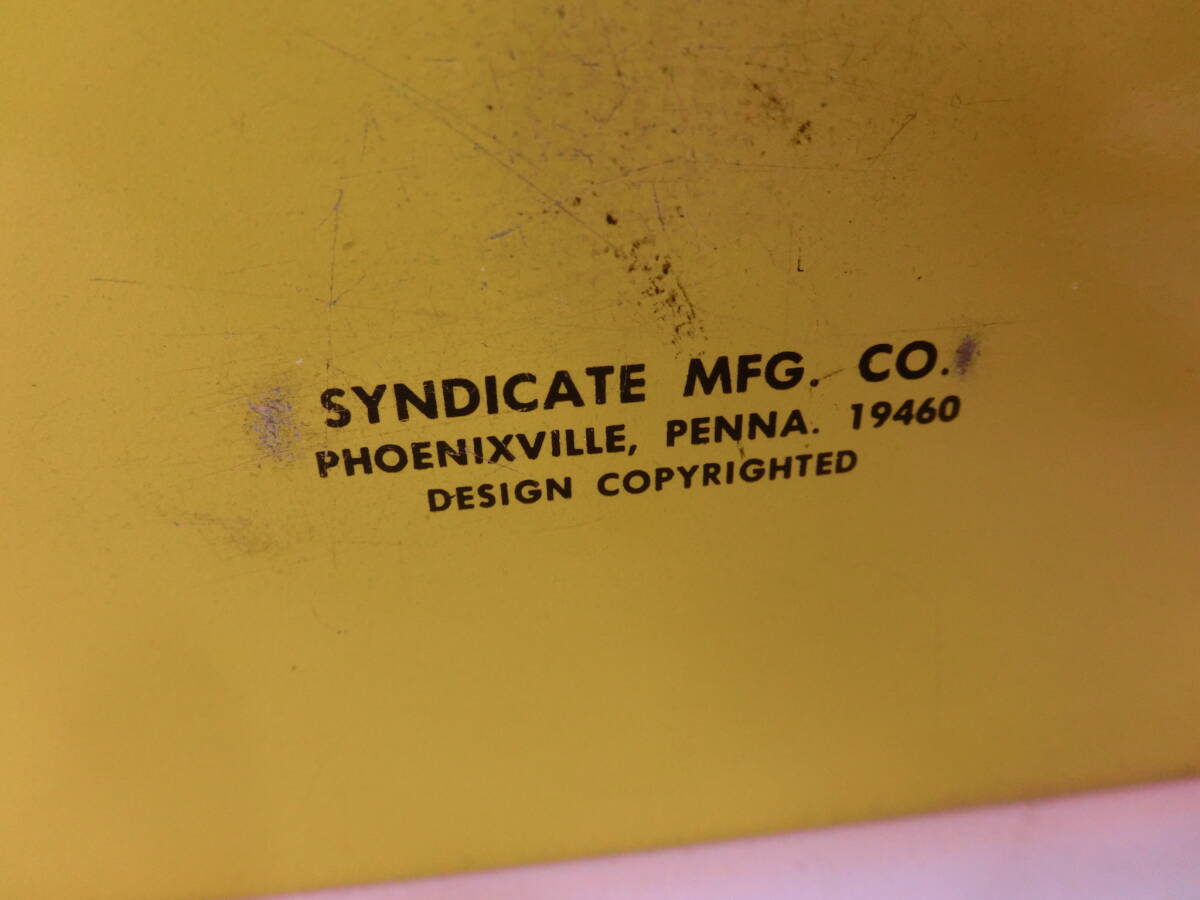 SYNDICATE MFG. CO.
PHOENIXVILLE, PENNA. 19460
DESIGN COPYRIGHTED